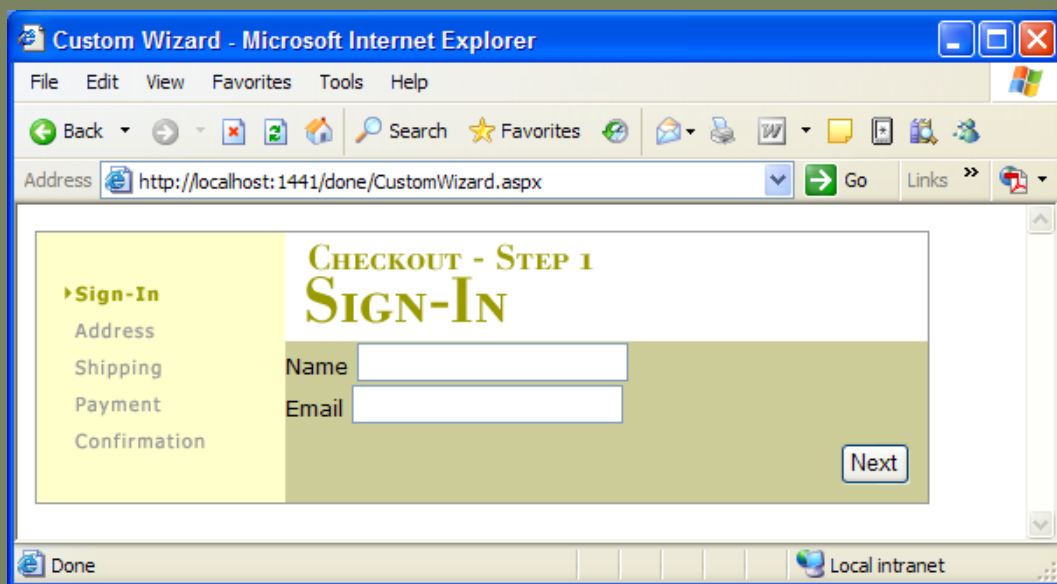 Custom Wizard - Microsoft Internet Explorer
File Edit View Favorites Tools Help
Back Search Favorites W
Address http://localhost:1441/done/CustomWizard.aspx Go Links »
CHECKOUT - STEP 1
SIGN-IN
Sign-In
Address
Shipping
Payment
Confirmation
Name
Email
Next
Done Local intranet